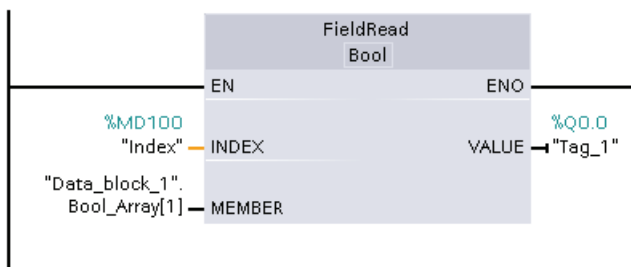 FieldRead
Bool
EN ENO
%MD100 %Q0.0
"Index" INDEX VALUE "Tag_1"
"Data_block_1".
Bool_Array[1] MEMBER